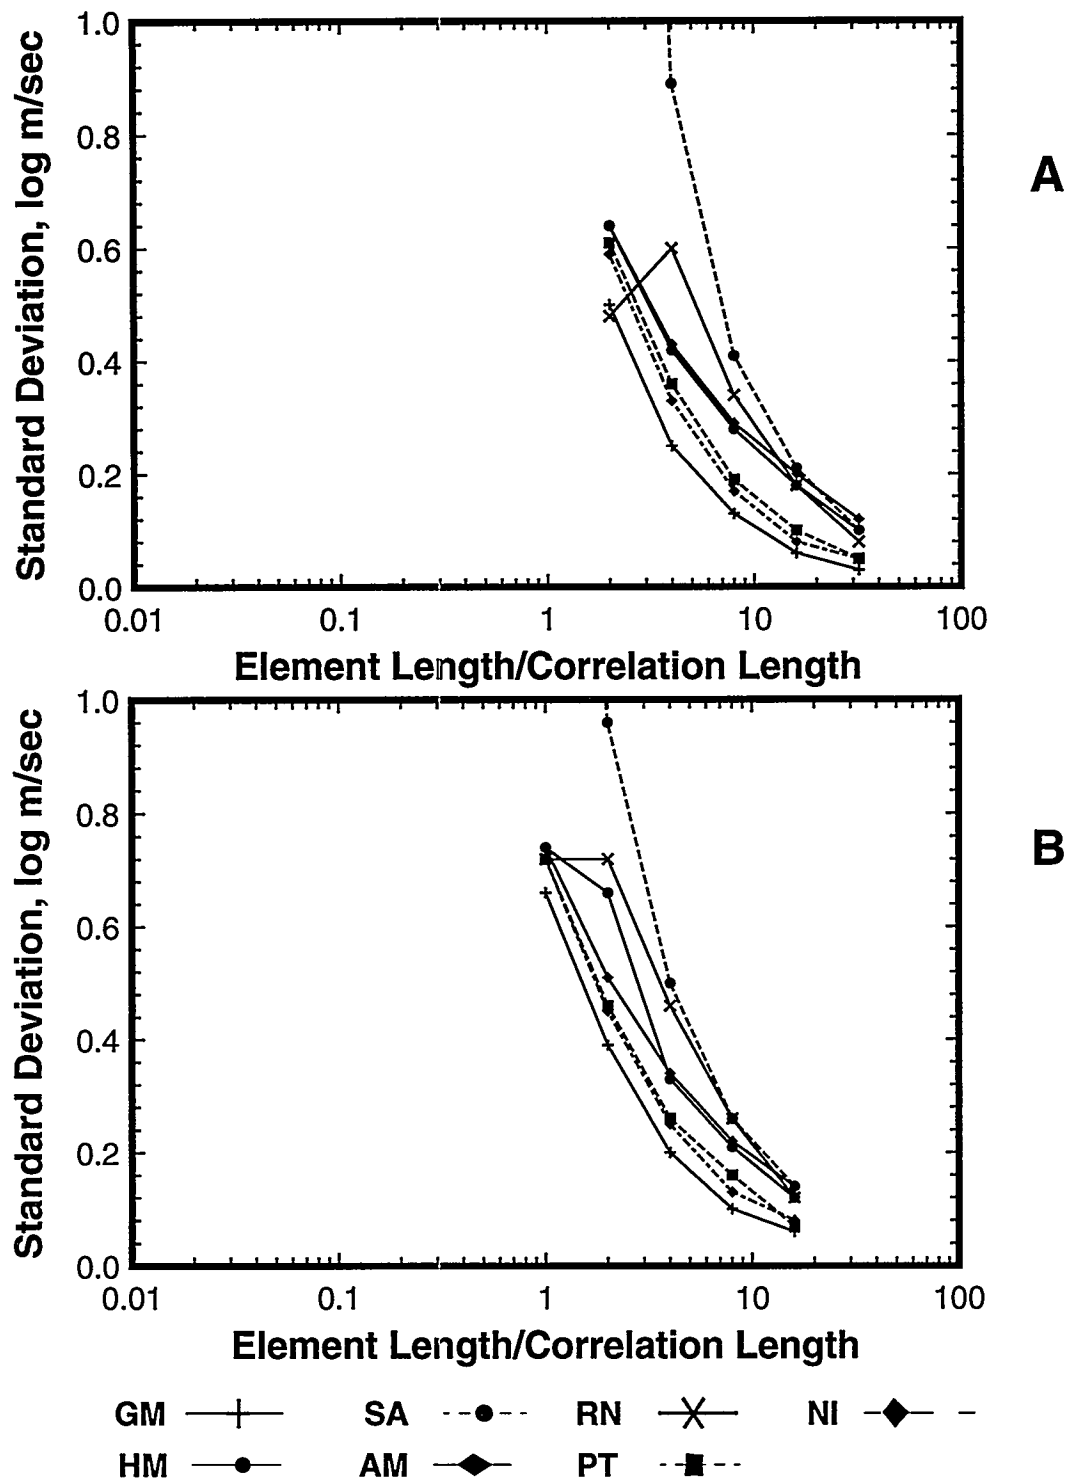 Standard Deviation, log m/sec
1.0
0.8
0.6
0.4
0.2
0.0
0.01 0.1 1 10 100
Element Length/Correlation Length
A
Standard Deviation, log m/sec
1.0
0.8
0.6
0.4
0.2
0.0
0.01 0.1 1 10 100
Element Length/Correlation Length
B
GM SA RN NI
HM AM PT